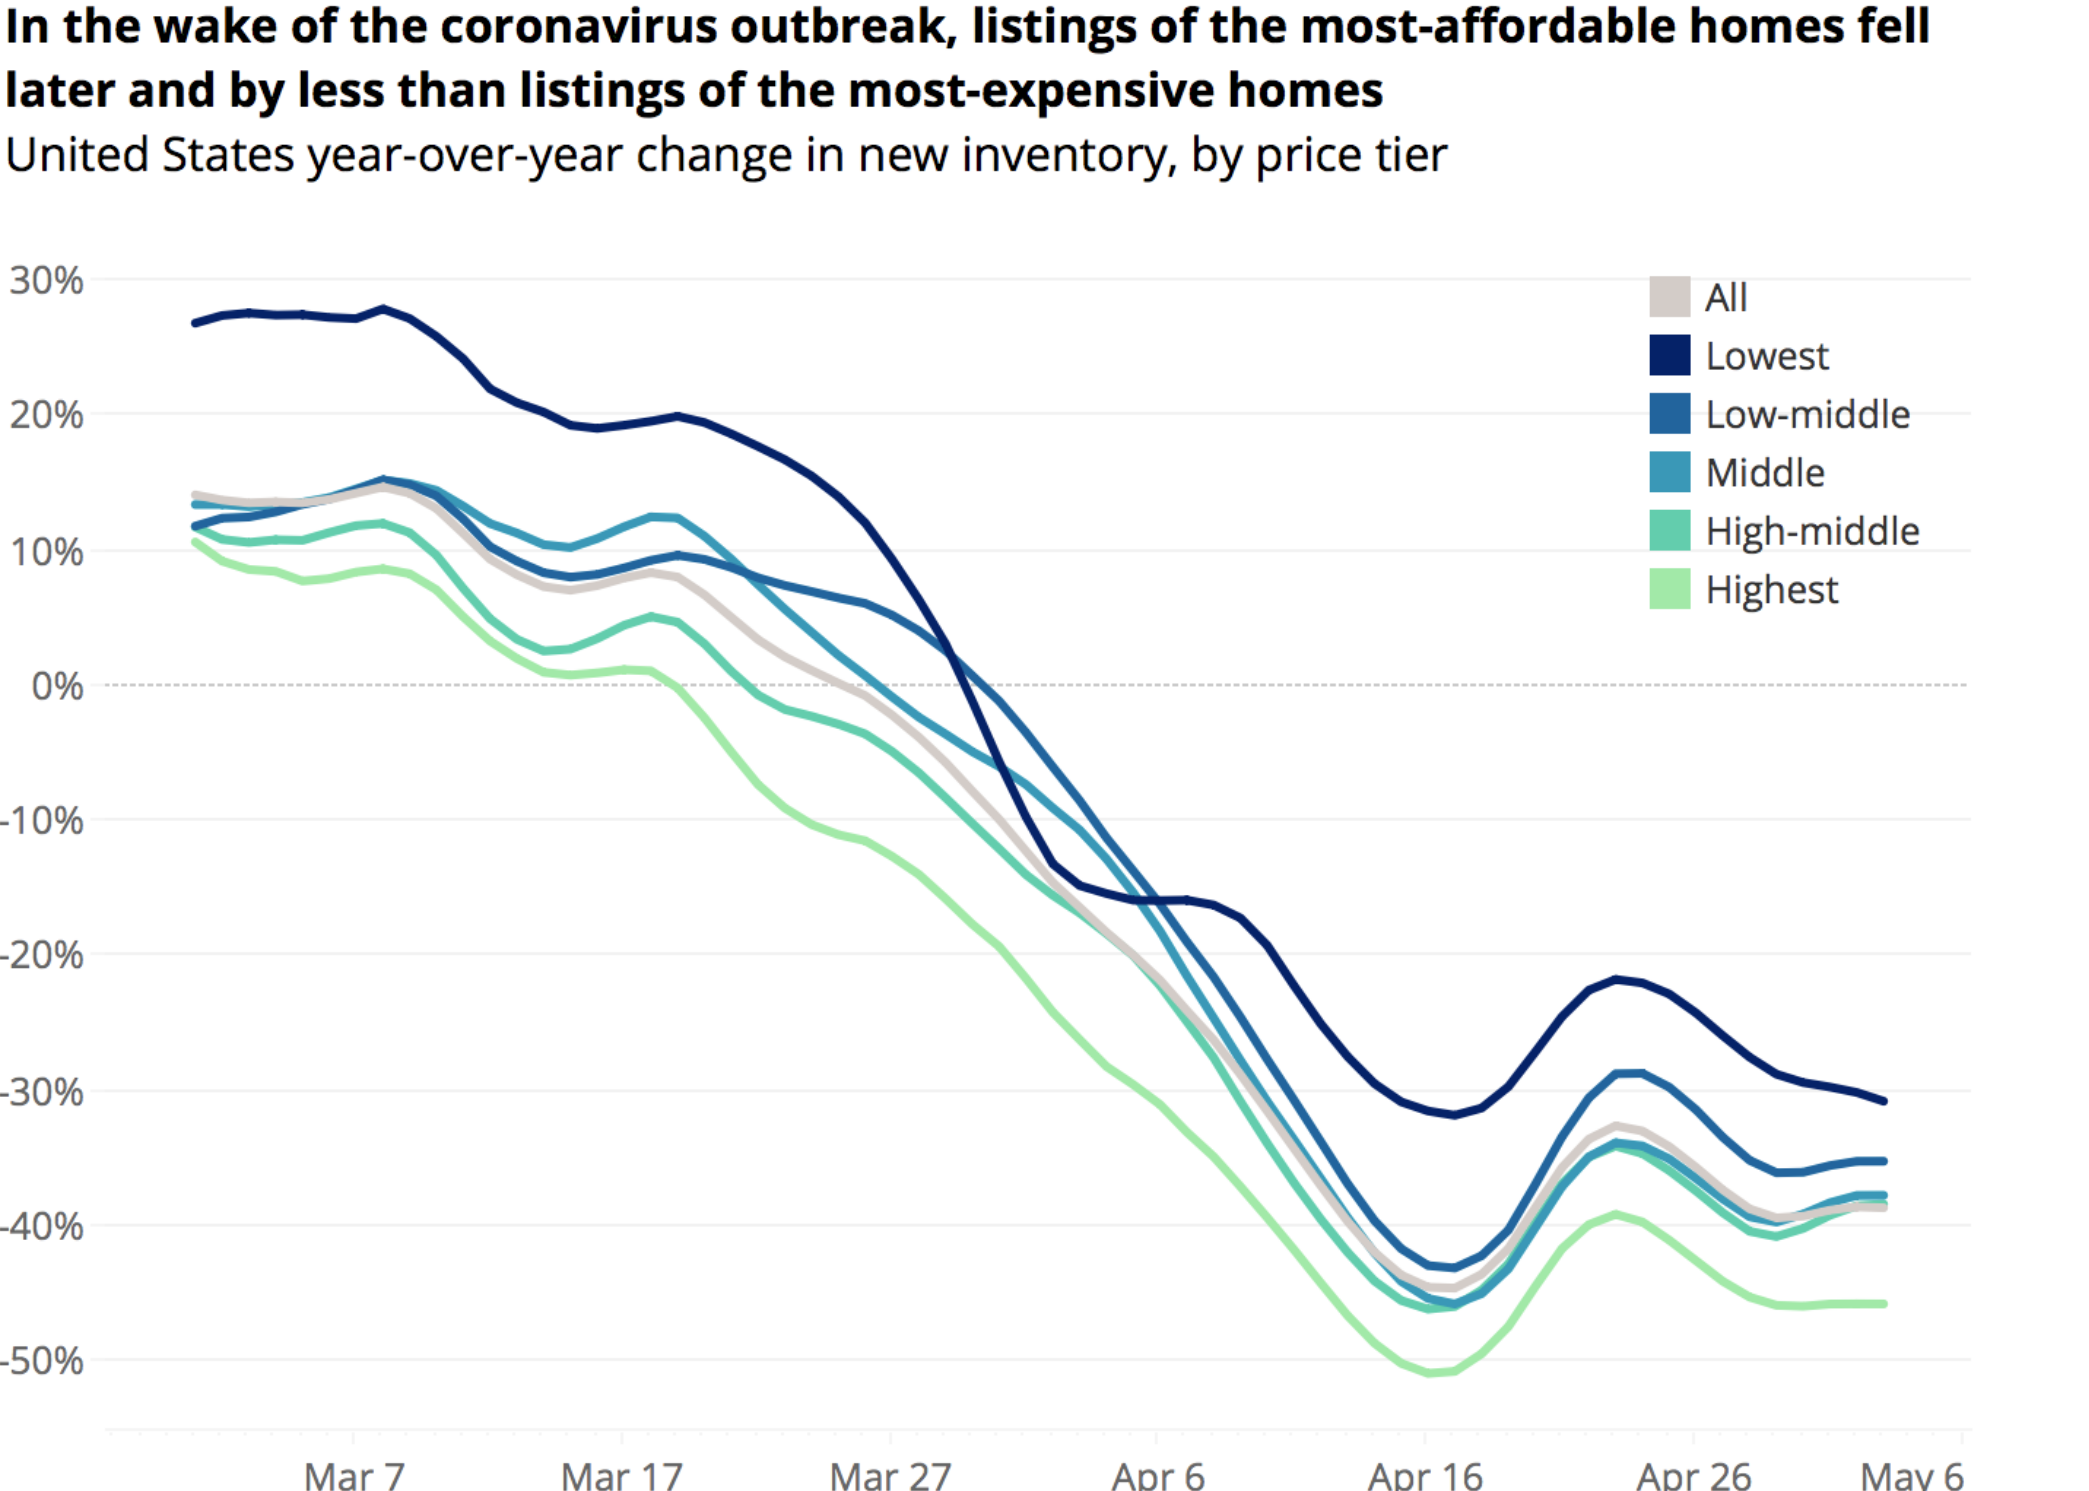 In the wake of the coronavirus outbreak, listings of the most-affordable homes fell
later and by less than listings of the most-expensive homes
United States year-over-year change in new inventory, by price tier
30%
20%
10%
0%
-10%
-20%
-30%
-40%
-50%
All
Lowest
Low-middle
Middle
High-middle
Highest
Mar 7
Mar 17
Mar 27
Apr 6
Apr 16
Apr 26
May 6